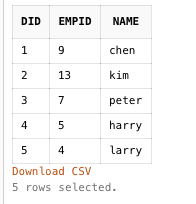 DID EMPID NAME
1 9 chen
2 13 kim
3 7 peter
4 5 harry
5 4 larry
Download CSV
5 rows selected.